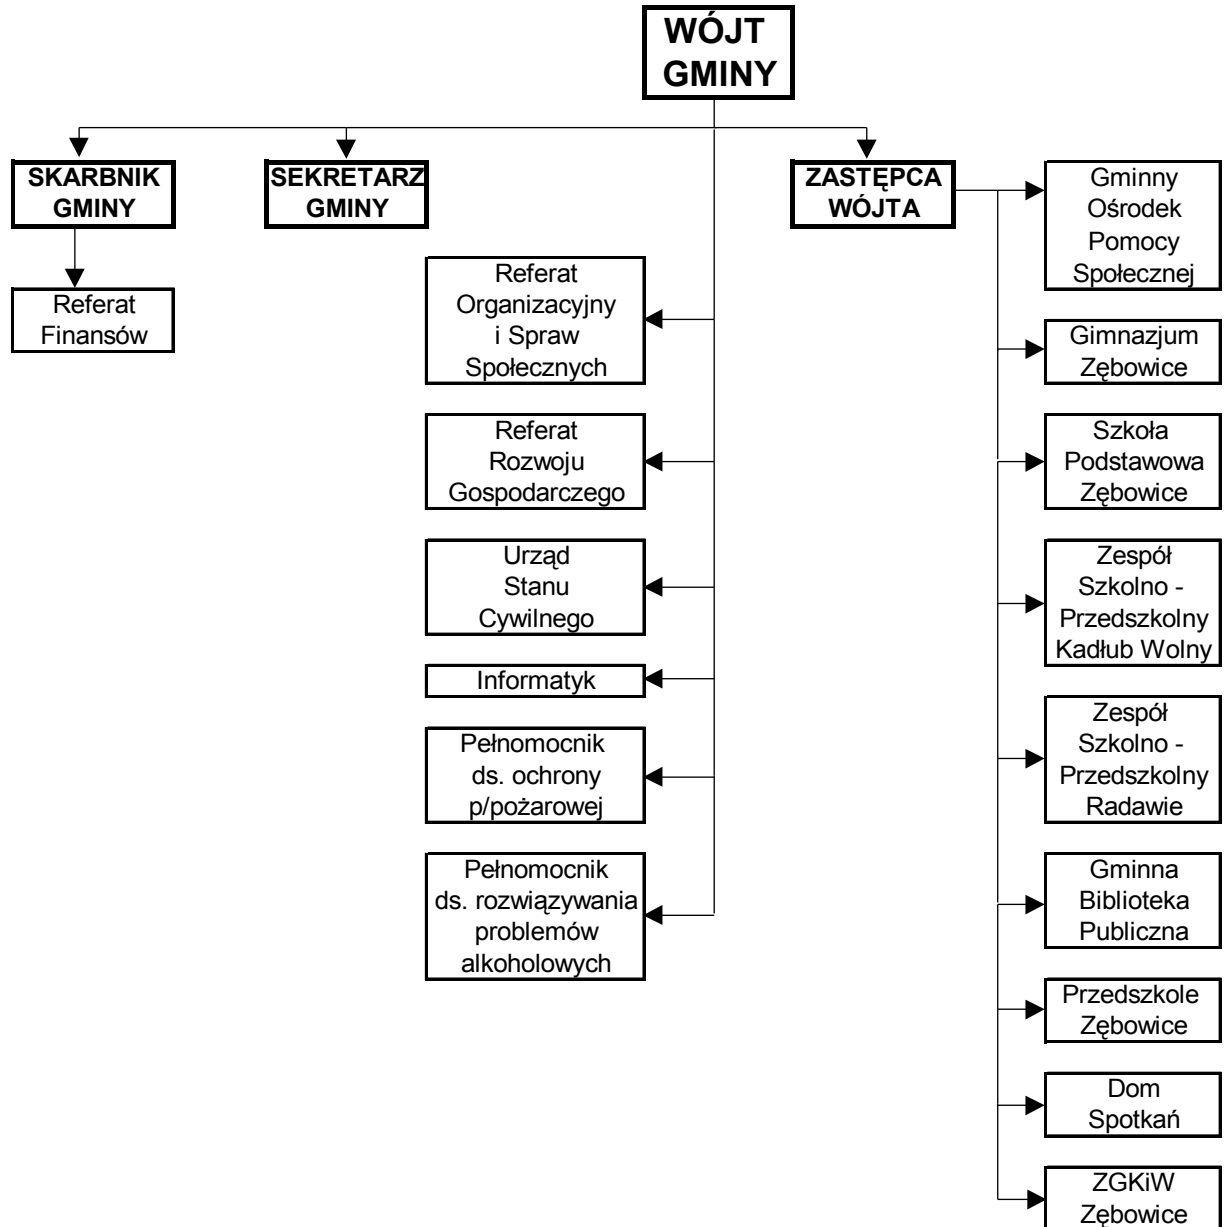 WÓJT
GMINY
SKARBNIK
GMINY
SEKRETARZ
GMINY
ZASTĘPCA
WÓJTA
Referat
Finansów
Referat
Organizacyjny
i Spraw
Społecznych
Referat
Rozwoju
Gospodarczego
Urząd
Stanu
Cywilnego
Informatyk
Pełnomocnik
ds. ochrony
p/pożarowej
Pełnomocnik
ds. rozwiązywania
problemów
alkoholowych
Gminny
Ośrodek
Pomocy
Społecznej
Gimnazjum
Zębowice
Szkoła
Podstawowa
Zębowice
Zespół
Szkolno -
Przedszkolny
Kadłub Wolny
Zespół
Szkolno -
Przedszkolny
Radawie
Gminna
Biblioteka
Publiczna
Przedszkole
Zębowice
Dom
Spotkań
ZGKiW
Zębowice